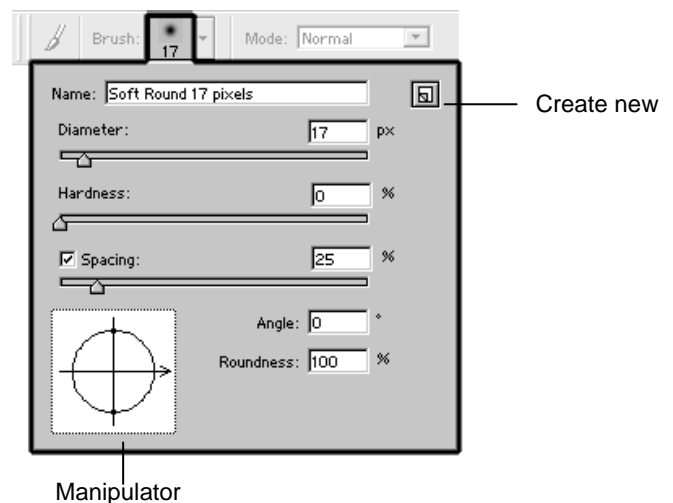 Brush: 17 Mode: Normal
Name: Soft Round 17 pixels
Create new
Diameter: 17 px
Hardness: 0 %
Spacing: 25 %
Angle: 0 °
Roundness: 100 %
Manipulator